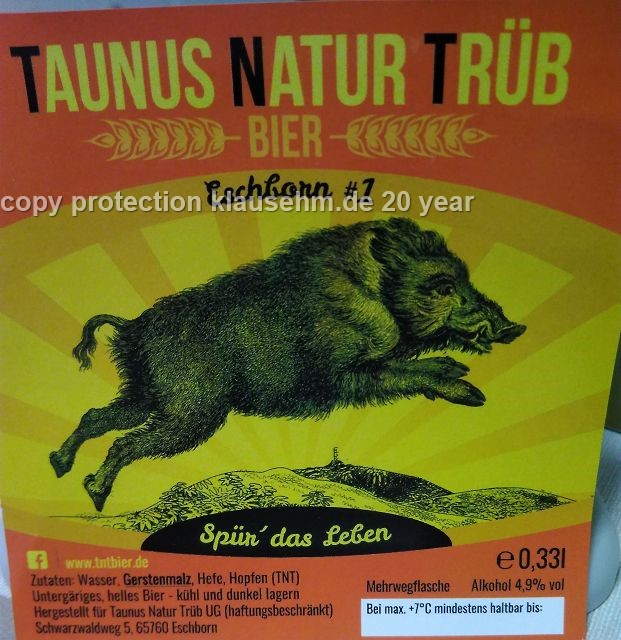 TAUNUS NATUR TRÜB
BIER
Eschborn #1
copy protection klausehm.de 20 year
Spür' das Leben
f www.tntbier.de
Zutaten: Wasser, Gerstenmalz, Hefe, Hopfen (TNT)
Untergäriges, helles Bier - kühl und dunkel lagern
Hergestellt für Taunus Natur Trüb UG (haftungsbeschränkt)
Schwarzwaldweg 5, 65760 Eschborn
℮ 0,33l
Mehrwegflasche Alkohol 4,9% vol
Bei max. +7°C mindestens haltbar bis: